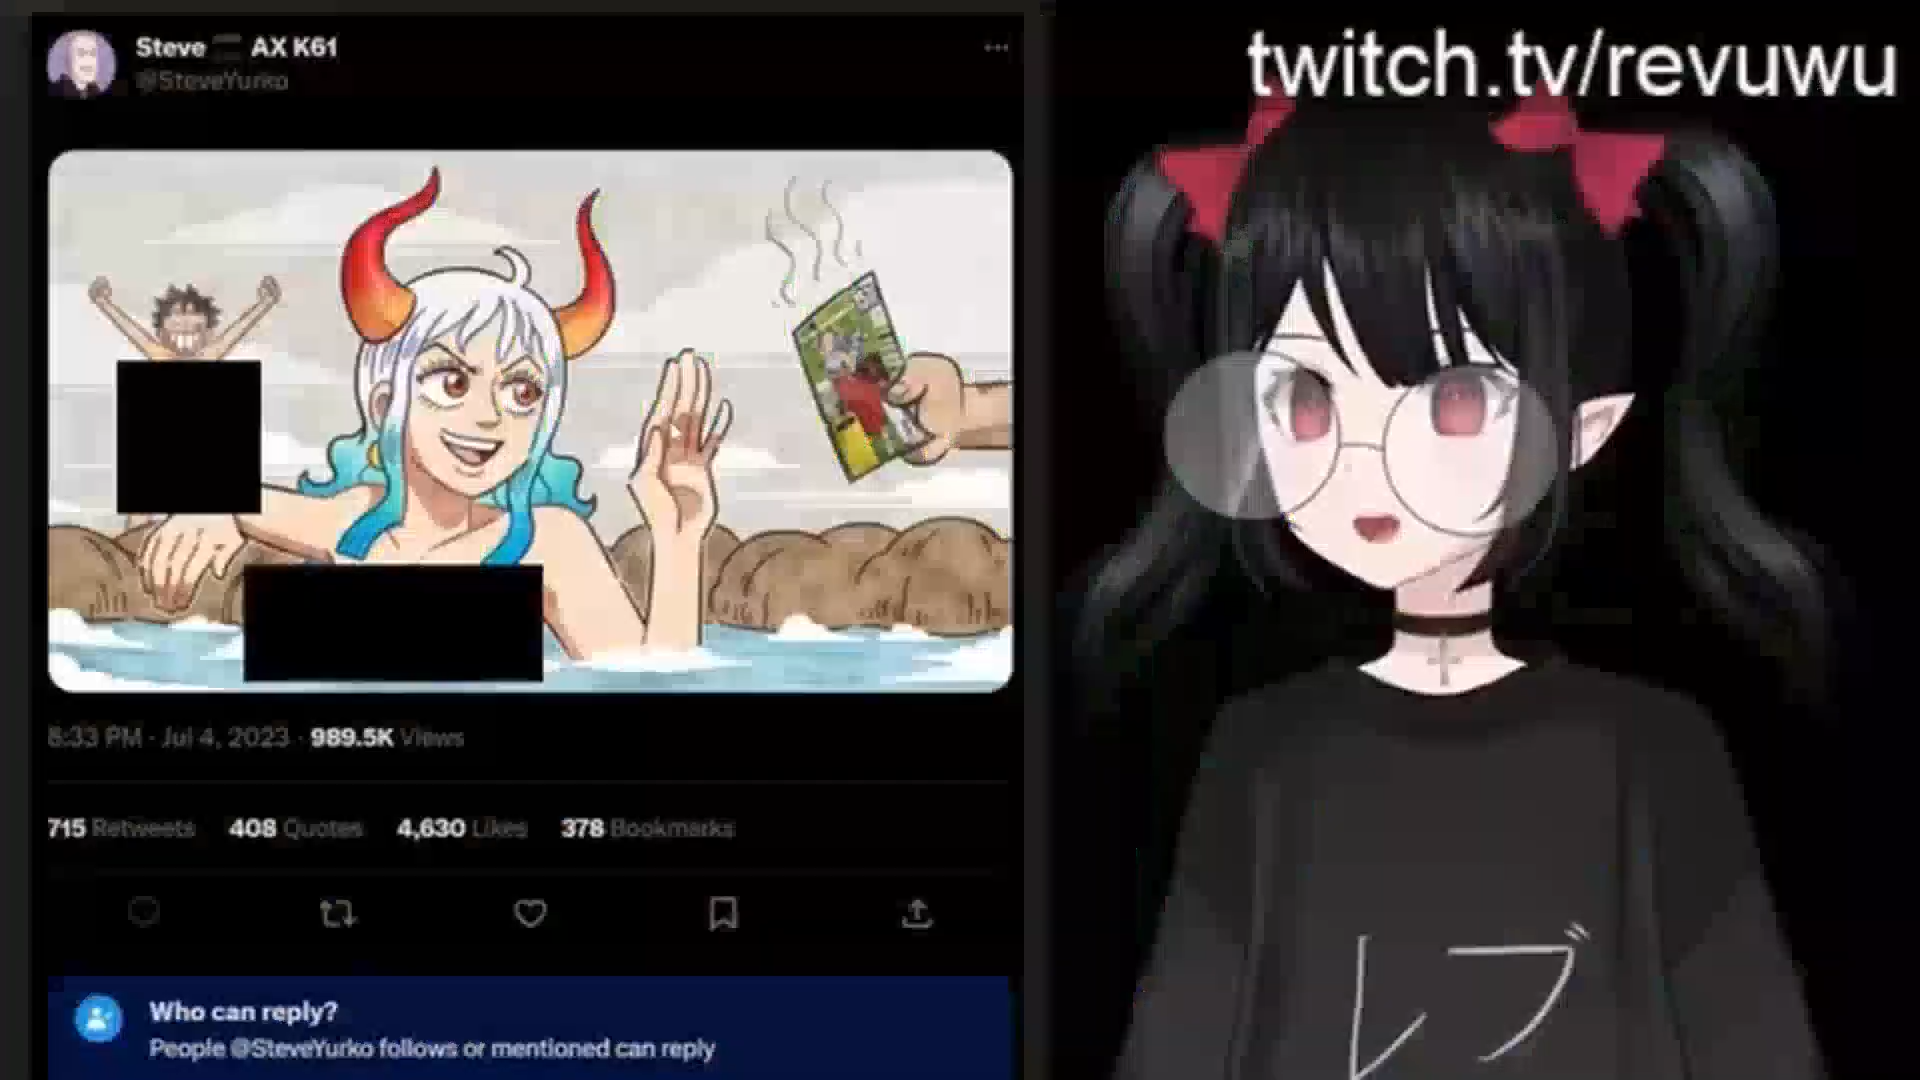 Steve AX K61
@SteveYurko
twitch.tv/revuwu
8:33 PM · Jul 4, 2023 · 989.5K Views
715 Retweets 408 Quotes 4,630 Likes 378 Bookmarks
Who can reply?
People @SteveYurko follows or mentioned can reply
レブ